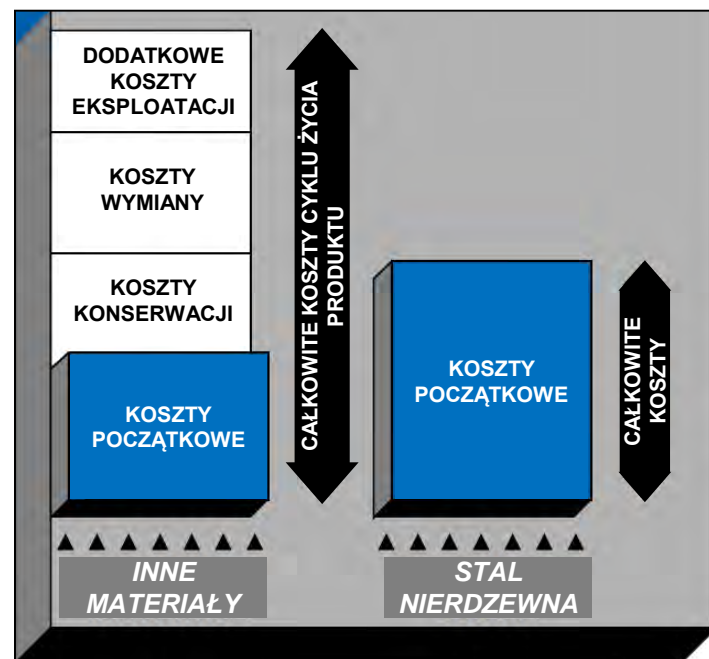 DODATKOWE
KOSZTY
EKSPLOATACJI
KOSZTY
WYMIANY
KOSZTY
KONSERWACJI
KOSZTY
POCZĄTKOWE
CAŁKOWITE KOSZTY CYKLU ŻYCIA
PRODUKTU
KOSZTY
POCZĄTKOWE
CAŁKOWITE
KOSZTY
INNE
MATERIAŁY
STAL
NIERDZEWNA